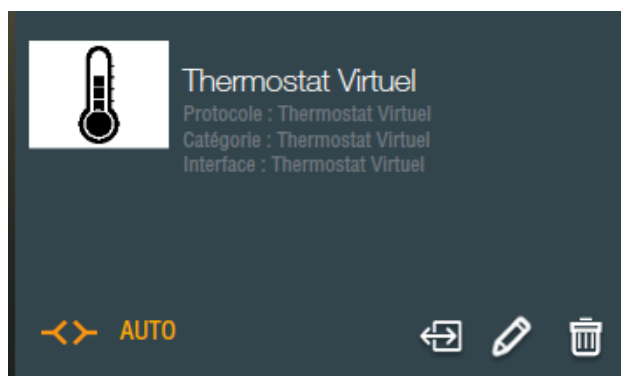 Thermostat Virtuel
Protocole : Thermostat Virtuel
Catégorie : Thermostat Virtuel
Interface : Thermostat Virtuel
AUTO